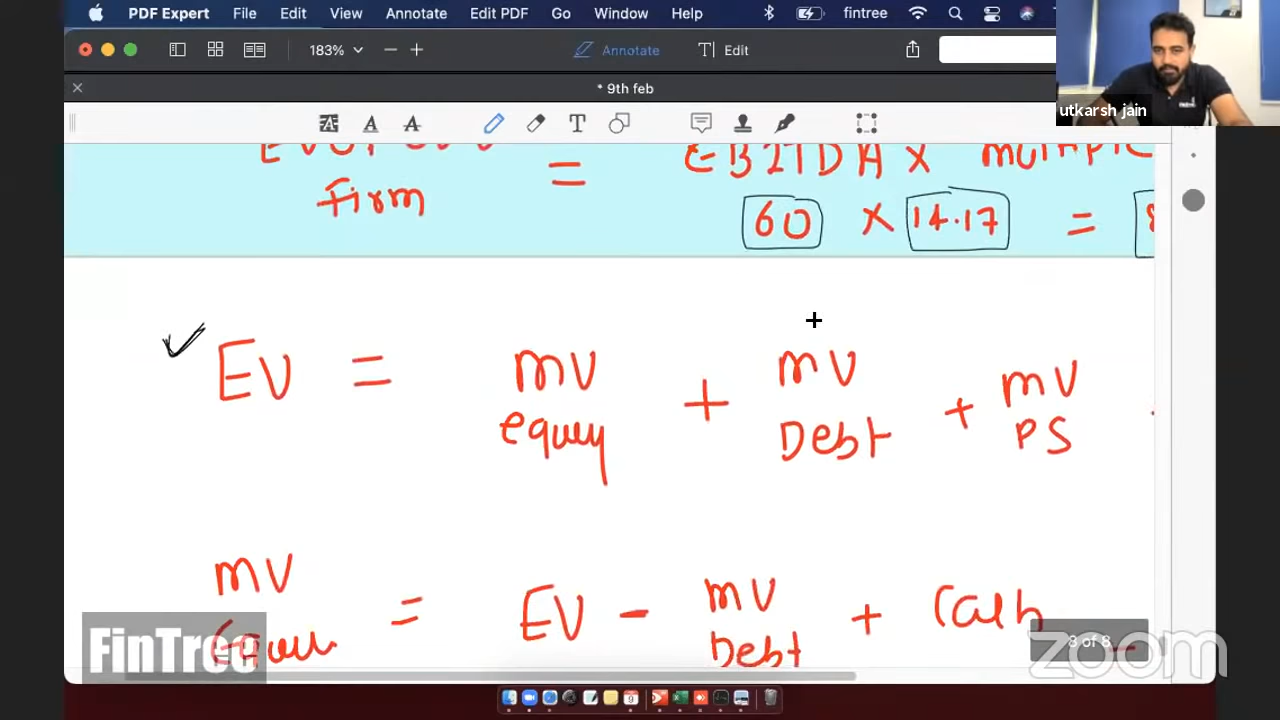 PDF Expert File Edit View Annotate Edit PDF Go Window Help fintree
183% Annotate T Edit
* 9th feb
utkarsh jain
T
EBITDA x multiple
Firm =
60 x 14.17 =
EV = mv equity + mv Debt + mv PS
mv = EV - mv Debt + Cash
FinTree
8 of 8
zoom